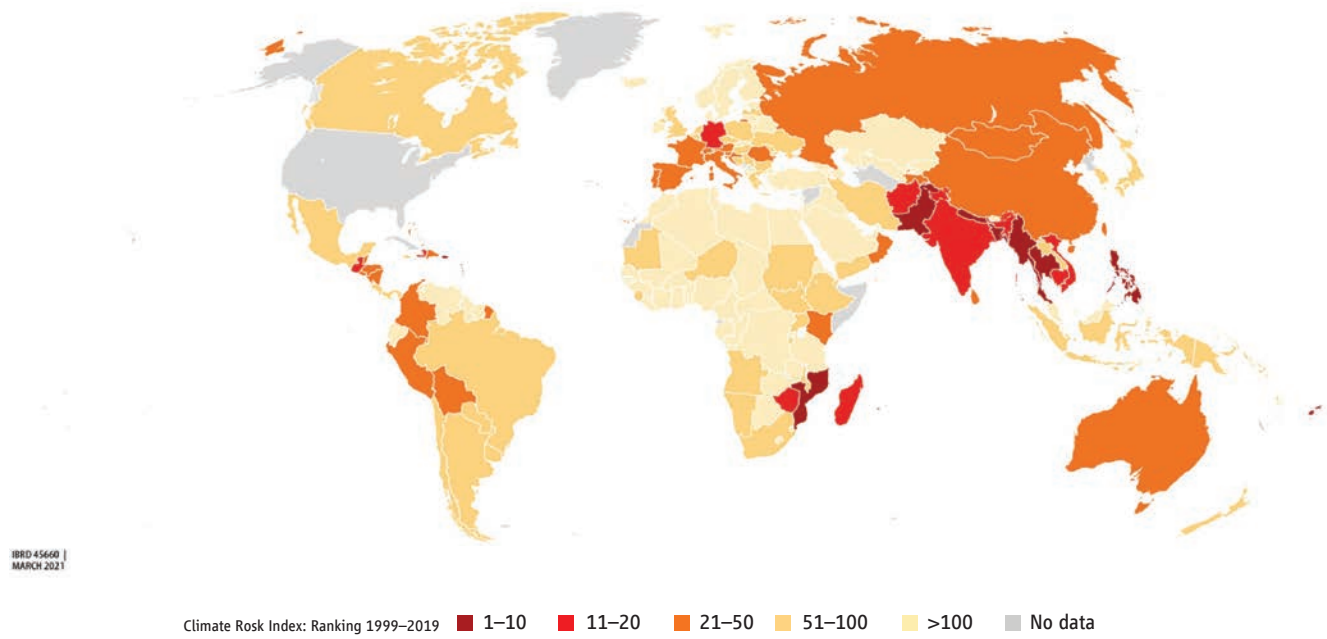 IBRD 45660 |
MARCH 2021
Climate Rosk Index: Ranking 1999–2019 1–10 11–20 21–50 51–100 >100 No data